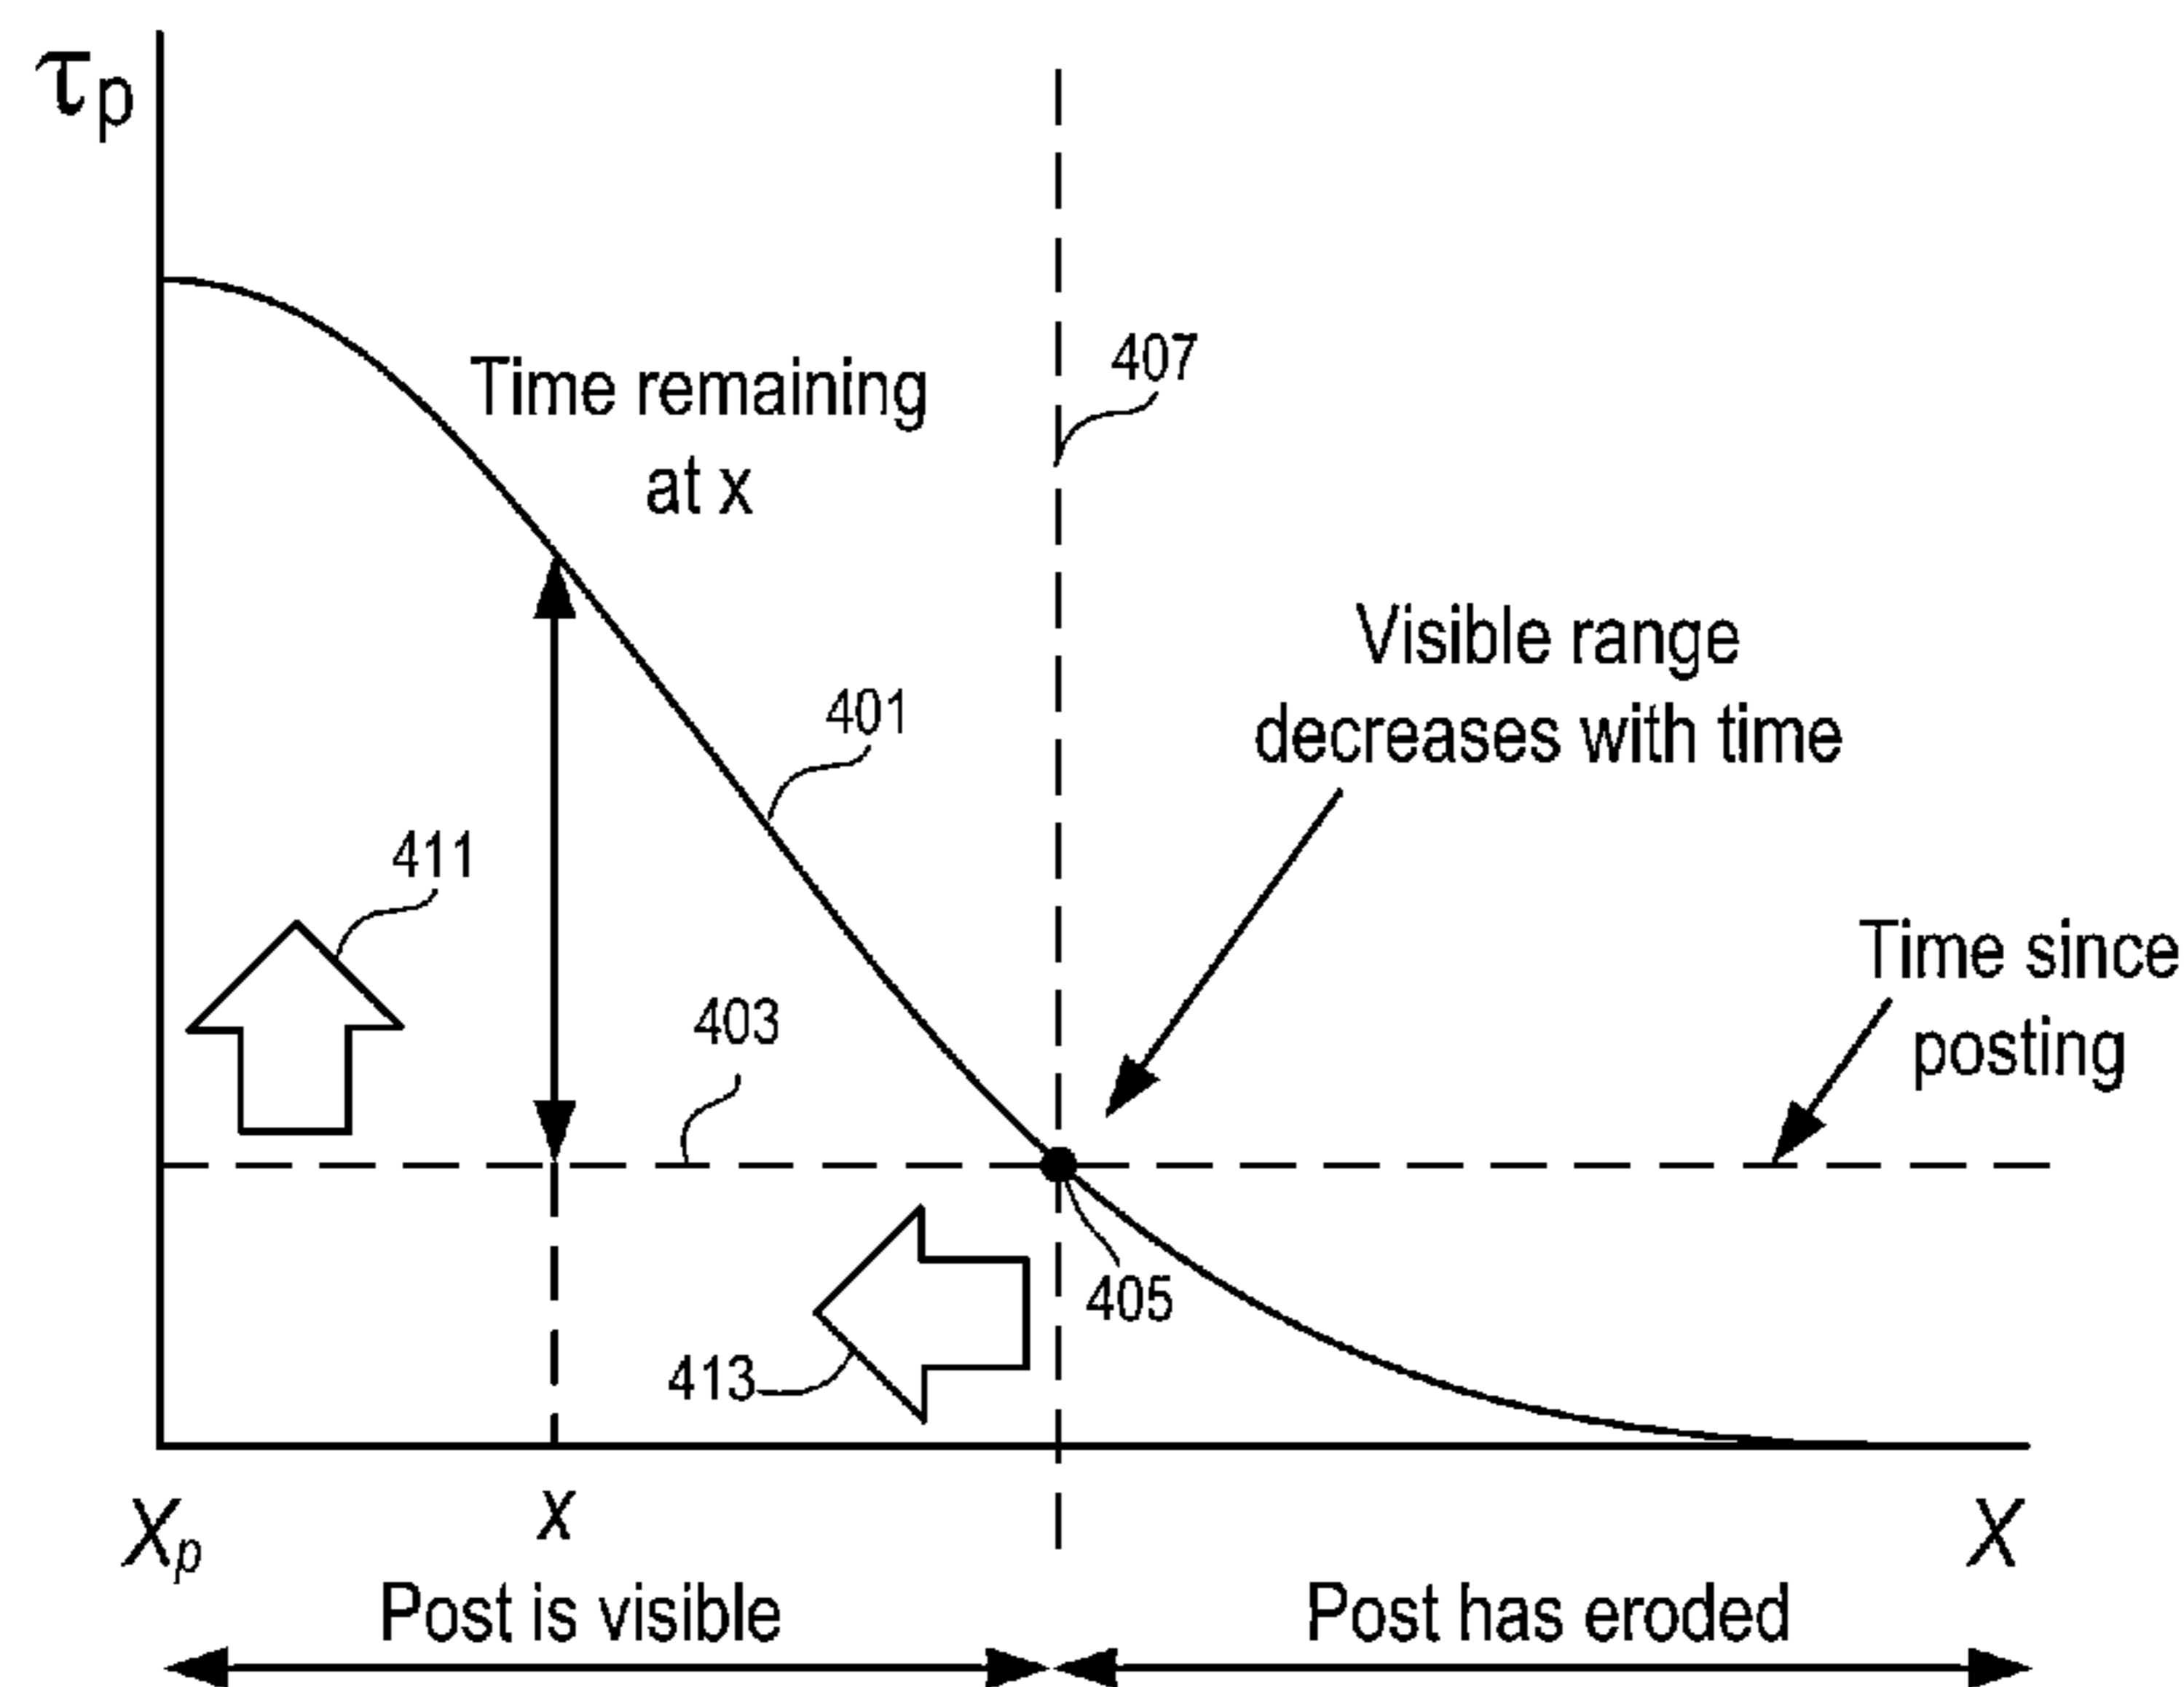 τp
Time remaining
at x
407
Visible range
decreases with time
401
411
Time since
posting
403
405
413
Xp
x
X
Post is visible
Post has eroded